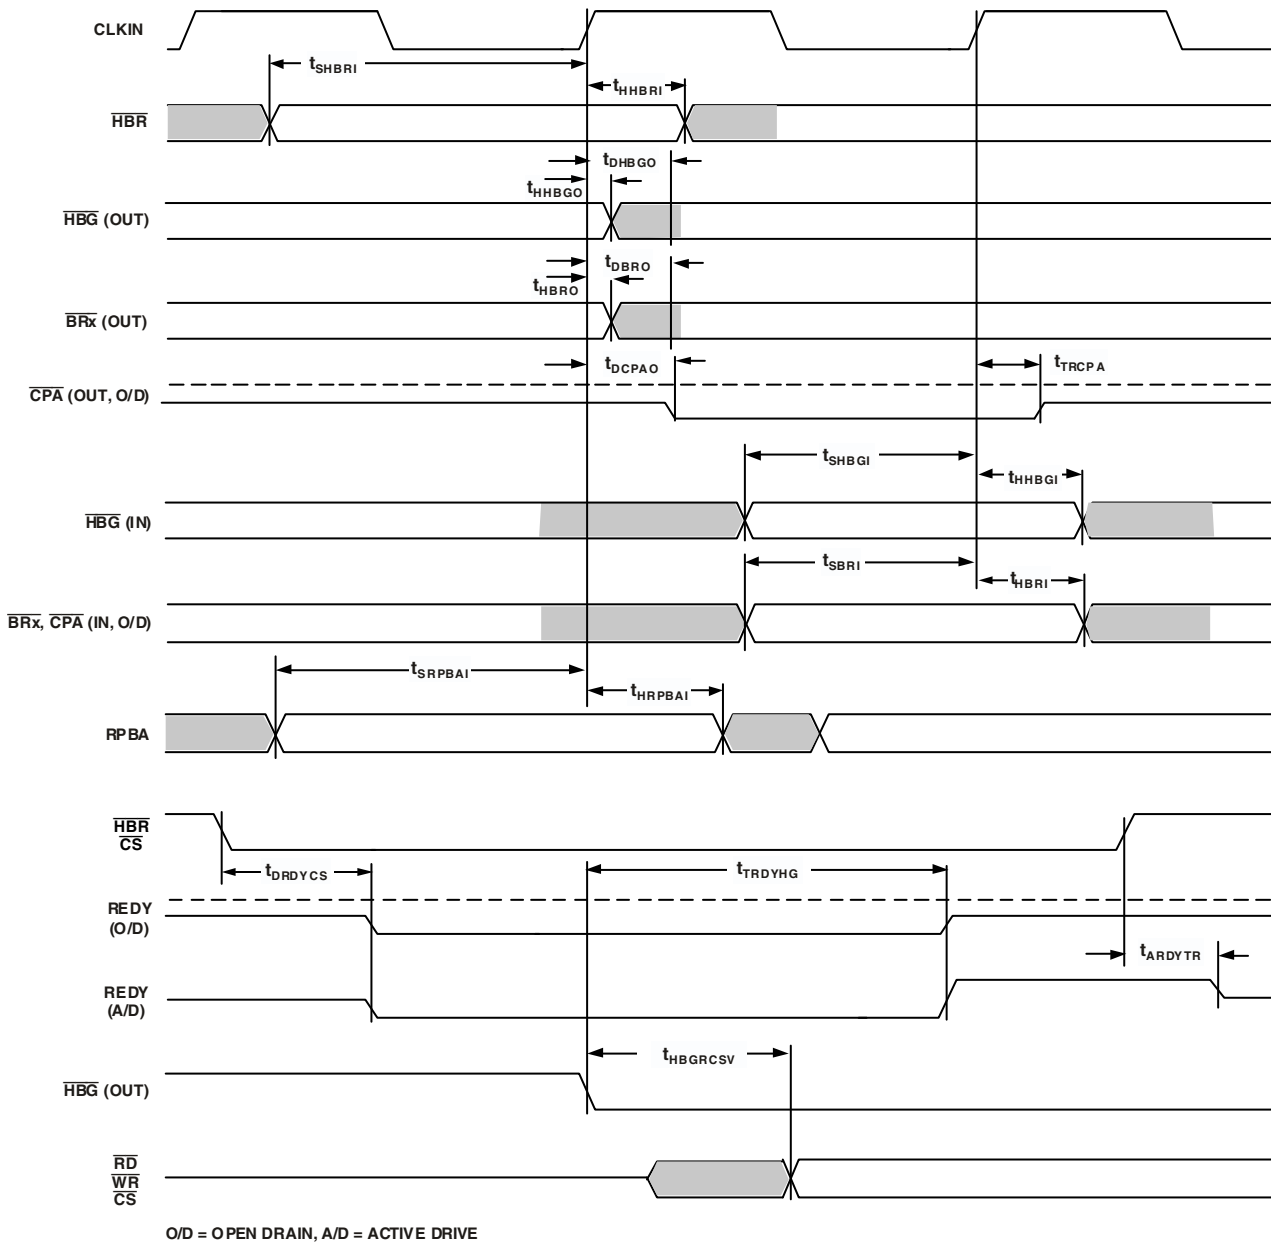 CLKIN
tSHBRI
tHHBRI
HBR
tDHBGO
tHHBGO
HBG (OUT)
tDBRO
tHBRO
BRx (OUT)
tDCPAO
tTRCPA
CPA (OUT, O/D)
tSHBGI
tHHBGI
HBG (IN)
tSBRI
tHBRI
BRx, CPA (IN, O/D)
tSRPBAI
tHRPBAI
RPBA
HBR
CS
tDRDYCS
tTRDYHG
REDY
(O/D)
tARDYTR
REDY
(A/D)
tHBGRCSV
HBG (OUT)
RD
WR
CS
O/D = OPEN DRAIN, A/D = ACTIVE DRIVE